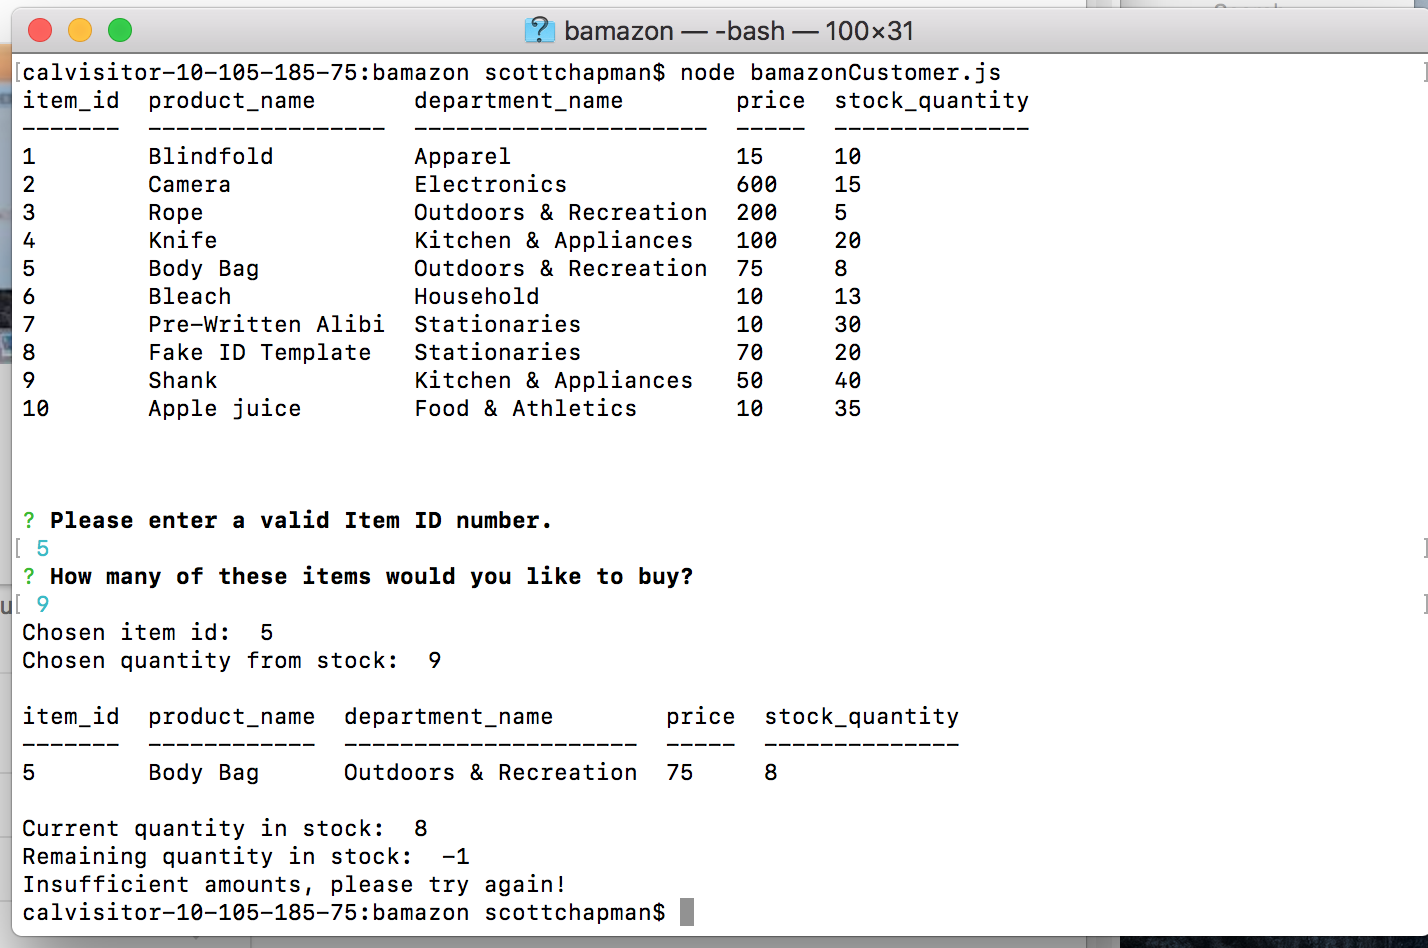 bamazon — -bash — 100×31
calvisitor-10-105-185-75:bamazon scottchapman$ node bamazonCustomer.js
item_id  product_name       department_name        price  stock_quantity
-------  -----------------  ---------------------  -----  --------------
1        Blindfold          Apparel                15     10
2        Camera             Electronics            600    15
3        Rope               Outdoors & Recreation  200    5
4        Knife              Kitchen & Appliances   100    20
5        Body Bag           Outdoors & Recreation  75     8
6        Bleach             Household              10     13
7        Pre-Written Alibi  Stationaries           10     30
8        Fake ID Template   Stationaries           70     20
9        Shank              Kitchen & Appliances   50     40
10       Apple juice        Food & Athletics       10     35
? Please enter a valid Item ID number.
5
? How many of these items would you like to buy?
9
Chosen item id:  5
Chosen quantity from stock:  9
item_id  product_name  department_name        price  stock_quantity
-------  ------------  ---------------------  -----  --------------
5        Body Bag      Outdoors & Recreation  75     8
Current quantity in stock:  8
Remaining quantity in stock:  -1
Insufficient amounts, please try again!
calvisitor-10-105-185-75:bamazon scottchapman$